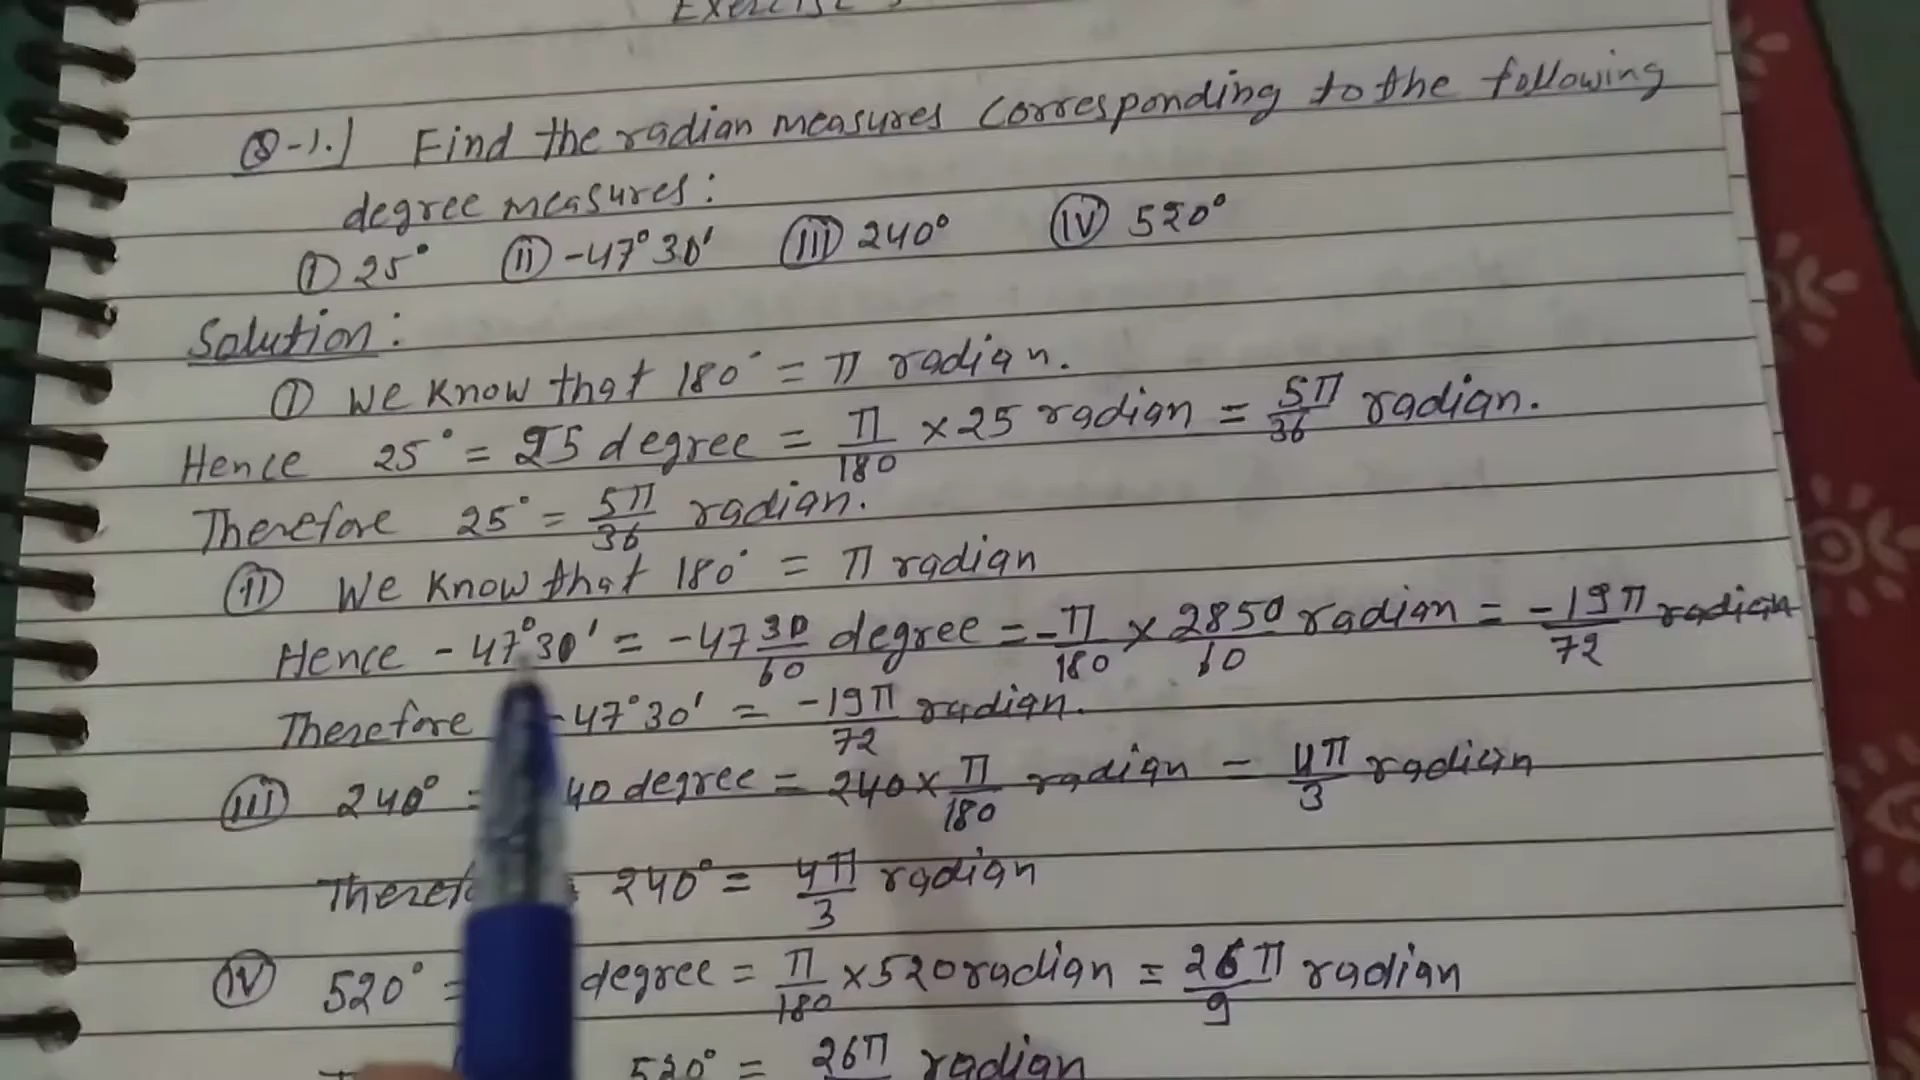 Exercise
Q-1. Find the radian measures corresponding to the following
degree measures:
(I) 25° (II) -47°30' (III) 240° (IV) 520°
Solution:
(I) We know that 180° = π radian.
Hence 25° = 25 degree = π/180 × 25 radian = 5π/36 radian.
Therefore 25° = 5π/36 radian.
(II) We know that 180° = π radian
Hence -47°30' = -47 30/60 degree = -π/180 × 2850/60 radian = -19π/72 radian
Therefore -47°30' = -19π/72 radian.
(III) 240° = 40 degree = 240 × π/180 radian = 4π/3 radian
240° = 4π/3 radian
(IV) 520° = degree = π/180 × 520 radian = 26π/9 radian
520° = 26π radian